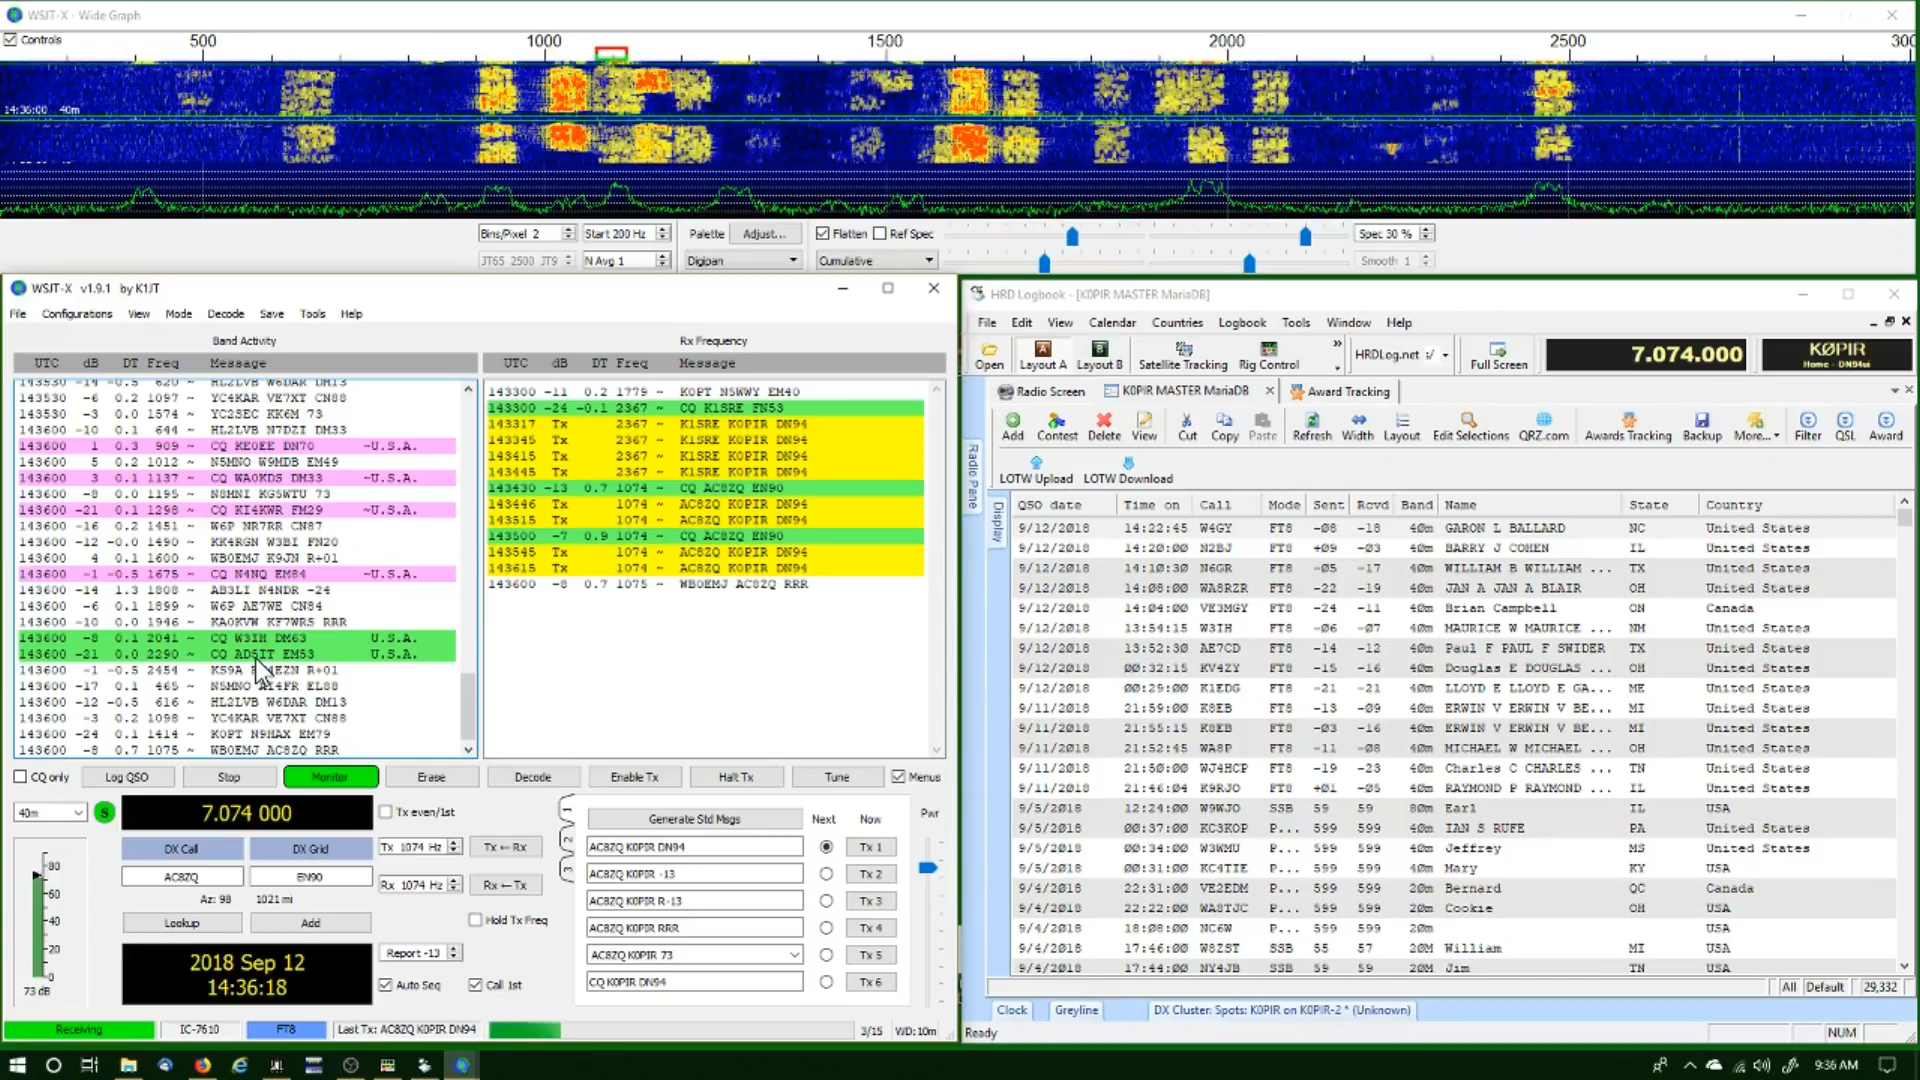 WSJT-X - Wide Graph
Controls
500 1000 1500 2000 2500 300
14:36:00 40m
Bins/Pixel 2 Start 200 Hz Palette Adjust... Flatten Ref Spec Spec 30 %
JT65 2500 JT9 N Avg 1 Digipan Cumulative Smooth 1
WSJT-X v1.9.1 by K1JT
File Configurations View Mode Decode Save Tools Help
Band Activity
UTC dB DT Freq Message
143530 -14 -0.5 620 ~ HL2LVB W6DAR DM13
143530 -6 0.2 1097 ~ YC4KAR VE7XT CN88
143530 -3 0.0 1574 ~ YC2SEC KK6M 73
143530 -10 0.1 644 ~ HL2LVB N7DZI DM33
143600 1 0.3 909 ~ CQ KE0EE DN70 ~U.S.A.
143600 5 0.2 1012 ~ N5MNO W9MDB EM49
143600 3 0.1 1137 ~ CQ WA0KDS DM33 ~U.S.A.
143600 -8 0.0 1195 ~ N8MNI KG5WTU 73
143600 -21 0.1 1298 ~ CQ KI4KWR FM29 ~U.S.A.
143600 -16 0.2 1451 ~ W6P NR7RR CN87
143600 -12 -0.0 1490 ~ KK4RGN W3BI FN20
143600 4 0.1 1600 ~ WB0EMJ K9JN R+01
143600 -1 -0.5 1675 ~ CQ N4NQ EM84 ~U.S.A.
143600 -14 1.3 1808 ~ AB3LI N4NDR -24
143600 -6 0.1 1899 ~ W6P AE7WE CN84
143600 -10 0.0 1946 ~ KA0KVW KF7WRS RRR
143600 -8 0.1 2041 ~ CQ W3IH DM63 U.S.A.
143600 -21 0.0 2290 ~ CQ AD5IT EM53 U.S.A.
143600 -1 -0.5 2454 ~ KS9A R+01
143600 -17 0.1 465 ~ N5MNO AI4FR EL88
143600 -12 -0.5 616 ~ HL2LVB W6DAR DM13
143600 -3 0.2 1098 ~ YC4KAR VE7XT CN88
143600 -24 0.1 1414 ~ K0PT N9HAX EM79
143600 -8 0.7 1075 ~ WB0EMJ AC8ZQ RRR
Rx Frequency
UTC dB DT Freq Message
143300 -11 0.2 1779 ~ K0PT N5WWY EM40
143300 -24 -0.1 2367 ~ CQ K1SRE FN53
143317 Tx 2367 ~ K1SRE K0PIR DN94
143345 Tx 2367 ~ K1SRE K0PIR DN94
143415 Tx 2367 ~ K1SRE K0PIR DN94
143445 Tx 2367 ~ K1SRE K0PIR DN94
143430 -13 0.7 1074 ~ CQ AC8ZQ EN90
143446 Tx 1074 ~ AC8ZQ K0PIR DN94
143515 Tx 1074 ~ AC8ZQ K0PIR DN94
143500 -7 0.9 1074 ~ CQ AC8ZQ EN90
143545 Tx 1074 ~ AC8ZQ K0PIR DN94
143615 Tx 1074 ~ AC8ZQ K0PIR DN94
143600 -8 0.7 1075 ~ WB0EMJ AC8ZQ RRR
CQ only Log QSO Stop Monitor Erase Decode Enable Tx Halt Tx Tune Menus
40m S 7.074 000 Tx even/1st
DX Call DX Grid Tx 1074 Hz Tx ← Rx
AC8ZQ EN90 Rx 1074 Hz Rx ← Tx
Az: 98 1021 mi
Lookup Add Hold Tx Freq
2018 Sep 12
14:36:18
Report -13
Auto Seq Call 1st
80
60
40
20
0
73 dB
1
2
3
Generate Std Msgs Next Now Pwr
AC8ZQ K0PIR DN94 Tx 1
AC8ZQ K0PIR -13 Tx 2
AC8ZQ K0PIR R-13 Tx 3
AC8ZQ K0PIR RRR Tx 4
AC8ZQ K0PIR 73 Tx 5
CQ K0PIR DN94 Tx 6
Receiving IC-7610 FT8 Last Tx: AC8ZQ K0PIR DN94 3/15 WD:10m
HRD Logbook - [K0PIR MASTER MariaDB]
File Edit View Calendar Countries Logbook Tools Window Help
Open Layout A Layout B Satellite Tracking Rig Control HRDLog.net Full Screen
7.074.000
KØPIR
Home - DN94ui
Radio Screen K0PIR MASTER MariaDB Award Tracking
Add Contest Delete View Cut Copy Paste Refresh Width Layout Edit Selections QRZ.com Awards Tracking Backup More... Filter QSL Award
LOTW Upload LOTW Download
Radio Pane
Display
QSO date Time on Call Mode Sent Rcvd Band Name State Country
9/12/2018 14:22:45 W4GY FT8 -08 -18 40m GARON L BALLARD NC United States
9/12/2018 14:20:00 N2BJ FT8 +09 -03 40m BARRY J COHEN IL United States
9/12/2018 14:10:30 N6GR FT8 -05 -17 40m WILLIAM B WILLIAM ... TX United States
9/12/2018 14:08:00 WA8RZR FT8 -22 -19 40m JAN A JAN A BLAIR OH United States
9/12/2018 14:04:00 VE3MGY FT8 -24 -11 40m Brian Campbell ON Canada
9/12/2018 13:54:15 W3IH FT8 -06 -07 40m MAURICE W MAURICE ... NM United States
9/12/2018 13:52:30 AE7CD FT8 -14 -12 40m Paul F PAUL F SWIDER TX United States
9/12/2018 00:32:15 KV4ZY FT8 -15 -16 40m Douglas E DOUGLAS ... OH United States
9/12/2018 00:29:00 K1EDG FT8 -21 -21 40m LLOYD E LLOYD E GA... ME United States
9/11/2018 21:59:00 K8EB FT8 -13 -09 40m ERWIN V ERWIN V BE... MI United States
9/11/2018 21:55:15 K8EB FT8 -03 -16 40m ERWIN V ERWIN V BE... MI United States
9/11/2018 21:52:45 WA8P FT8 -11 -08 40m MICHAEL W MICHAEL ... OH United States
9/11/2018 21:50:00 WJ4HCP FT8 -19 -23 40m Charles C CHARLES ... TN United States
9/11/2018 21:46:04 K9RJO FT8 +01 -05 40m RAYMOND P RAYMOND ... IL United States
9/5/2018 12:24:00 W9WJO SSB 59 59 80m Earl IL USA
9/5/2018 00:37:00 KC3KOP P... 599 599 40m IAN S RUFE PA United States
9/5/2018 00:34:00 W3WMU P... 599 599 40m Jeffrey MS United States
9/5/2018 00:31:00 KC4TIE P... 599 599 40m Mary KY USA
9/4/2018 22:31:00 VE2EDM P... 599 599 20m Bernard QC Canada
9/4/2018 22:22:00 WA8TJC P... 599 599 20m Cookie OH USA
9/4/2018 18:08:00 NC6W P... 599 599 20m USA
9/4/2018 17:46:00 W8ZST SSB 55 57 20M William MI USA
9/4/2018 17:44:00 NY4JB SSB 59 59 20M Jim TN USA
All Default 29,332
Clock Greyline DX Cluster: Spots: K0PIR on K0PIR-2 * (Unknown)
Ready NUM
9:36 AM